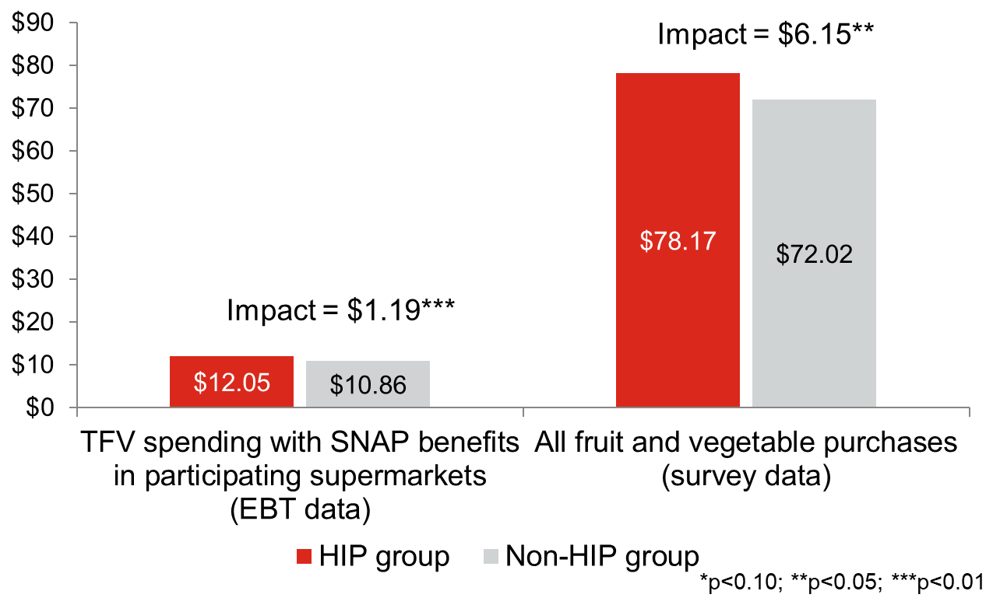 $90
$80
$70
$60
$50
$40
$30
$20
$10
$0
Impact = $6.15**
$78.17
$72.02
Impact = $1.19***
$12.05
$10.86
TFV spending with SNAP benefits
in participating supermarkets
(EBT data)
All fruit and vegetable purchases
(survey data)
HIP group
Non-HIP group
*p<0.10; **p<0.05; ***p<0.01